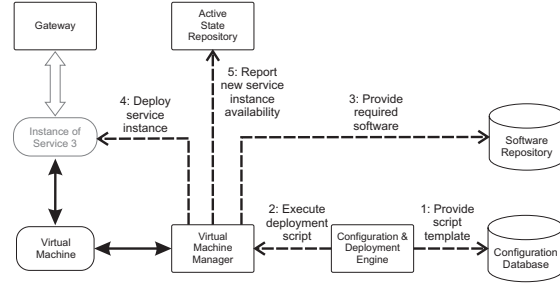 Gateway
Active
State
Repository
4: Deploy
service
instance
5: Report
new service
instance
availability
3: Provide
required
software
Instance of
Service 3
Software
Repository
Virtual
Machine
Virtual
Machine
Manager
2: Execute
deployment
script
Configuration &
Deployment
Engine
1: Provide
script
template
Configuration
Database